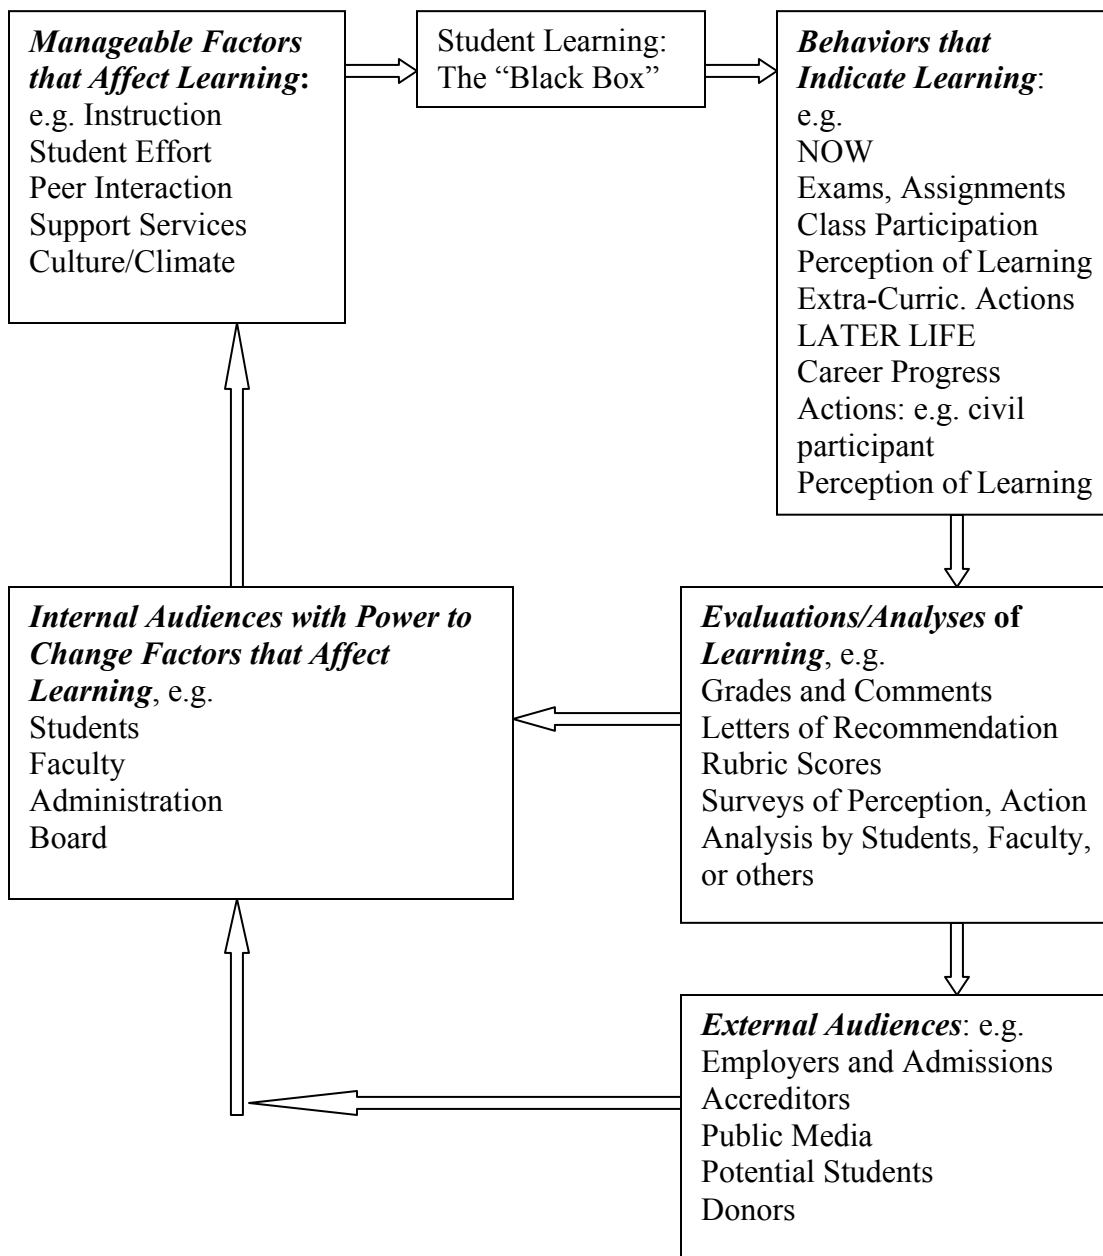 Manageable Factors
that Affect Learning:
e.g. Instruction
Student Effort
Peer Interaction
Support Services
Culture/Climate
Student Learning:
The “Black Box”
Behaviors that
Indicate Learning:
e.g.
NOW
Exams, Assignments
Class Participation
Perception of Learning
Extra-Curric. Actions
LATER LIFE
Career Progress
Actions: e.g. civil
participant
Perception of Learning
Internal Audiences with Power to
Change Factors that Affect
Learning, e.g.
Students
Faculty
Administration
Board
Evaluations/Analyses of
Learning, e.g.
Grades and Comments
Letters of Recommendation
Rubric Scores
Surveys of Perception, Action
Analysis by Students, Faculty,
or others
External Audiences: e.g.
Employers and Admissions
Accreditors
Public Media
Potential Students
Donors